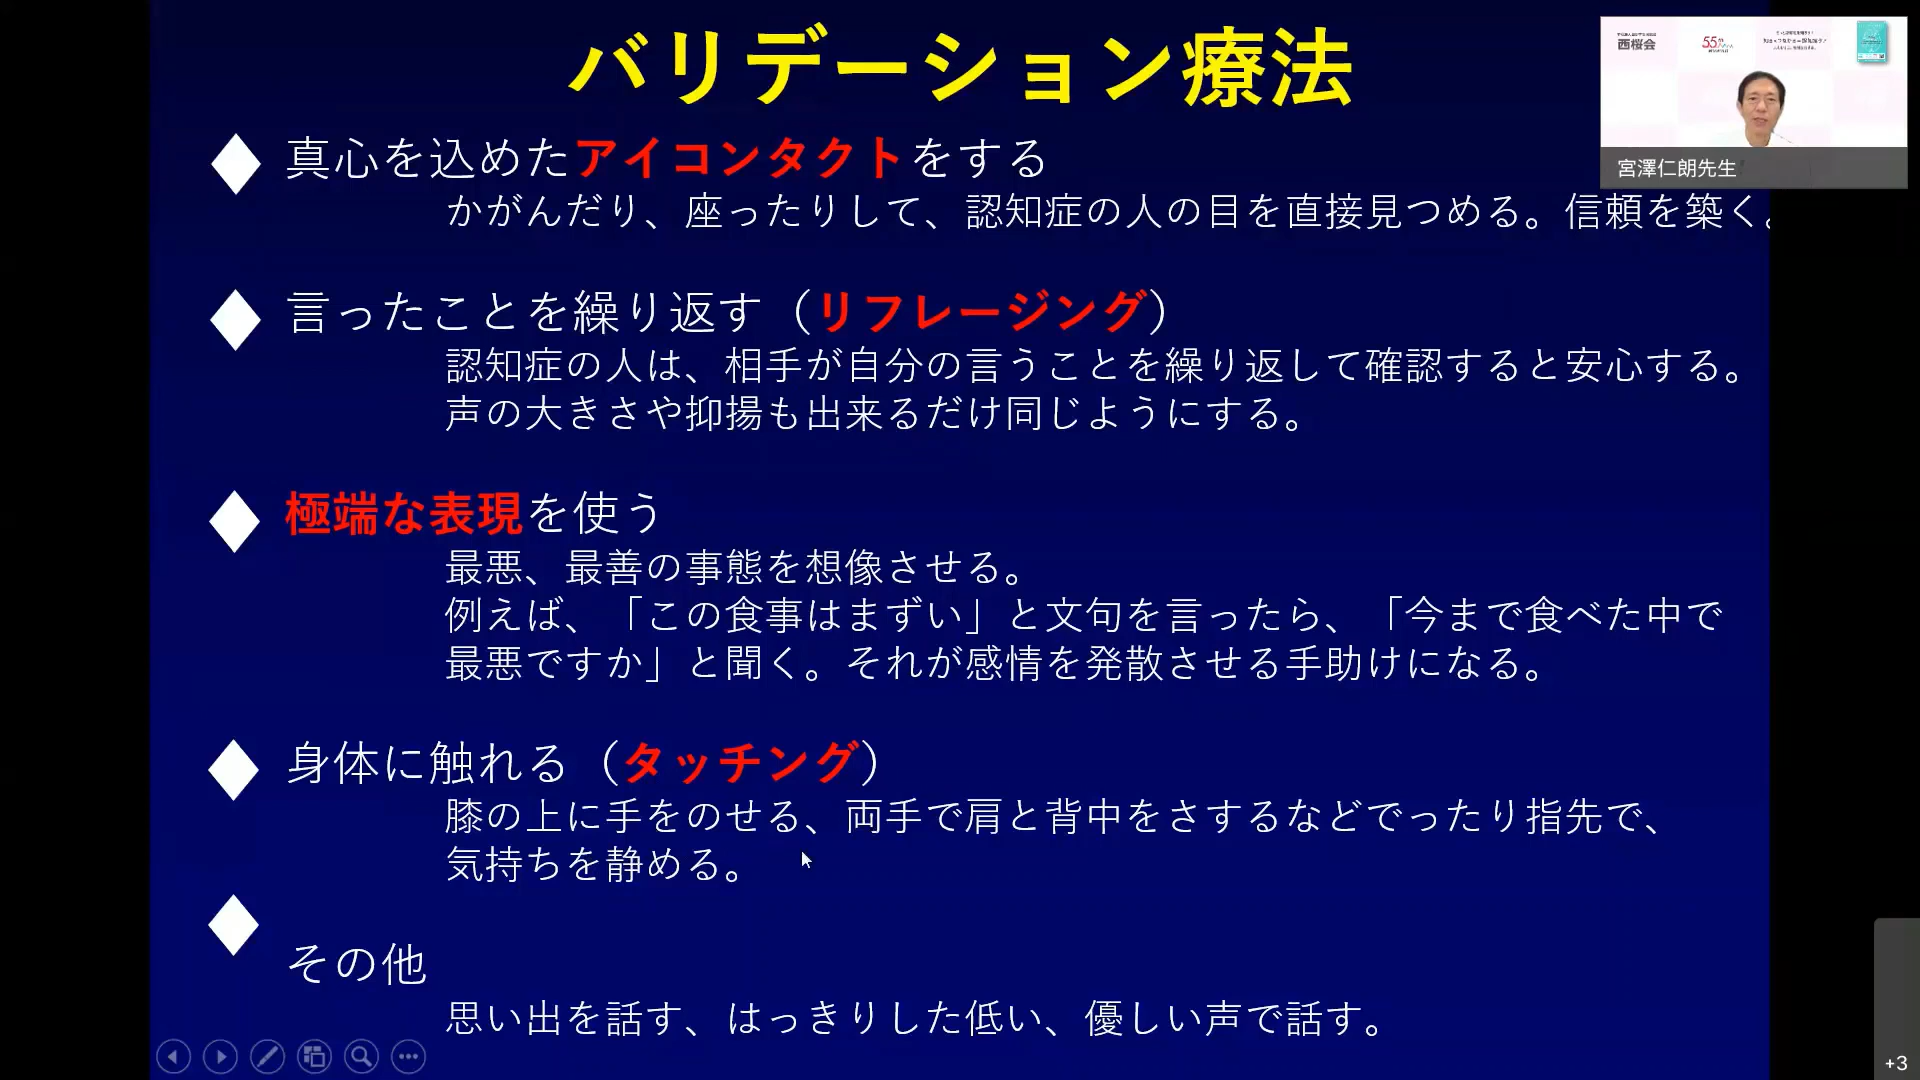 バリデーション療法
真心を込めたアイコンタクトをする
かがんだり、座ったりして、認知症の人の目を直接見つめる。信頼を築く。
言ったことを繰り返す（リフレージング）
認知症の人は、相手が自分の言うことを繰り返して確認すると安心する。
声の大きさや抑揚も出来るだけ同じようにする。
極端な表現を使う
最悪、最善の事態を想像させる。
例えば、「この食事はまずい」と文句を言ったら、「今まで食べた中で
最悪ですか」と聞く。それが感情を発散させる手助けになる。
身体に触れる（タッチング）
膝の上に手をのせる、両手で肩と背中をさするなどでったり指先で、
気持ちを静める。
その他
思い出を話す、はっきりした低い、優しい声で話す。
西桜会
55
宮澤仁朗先生
+3